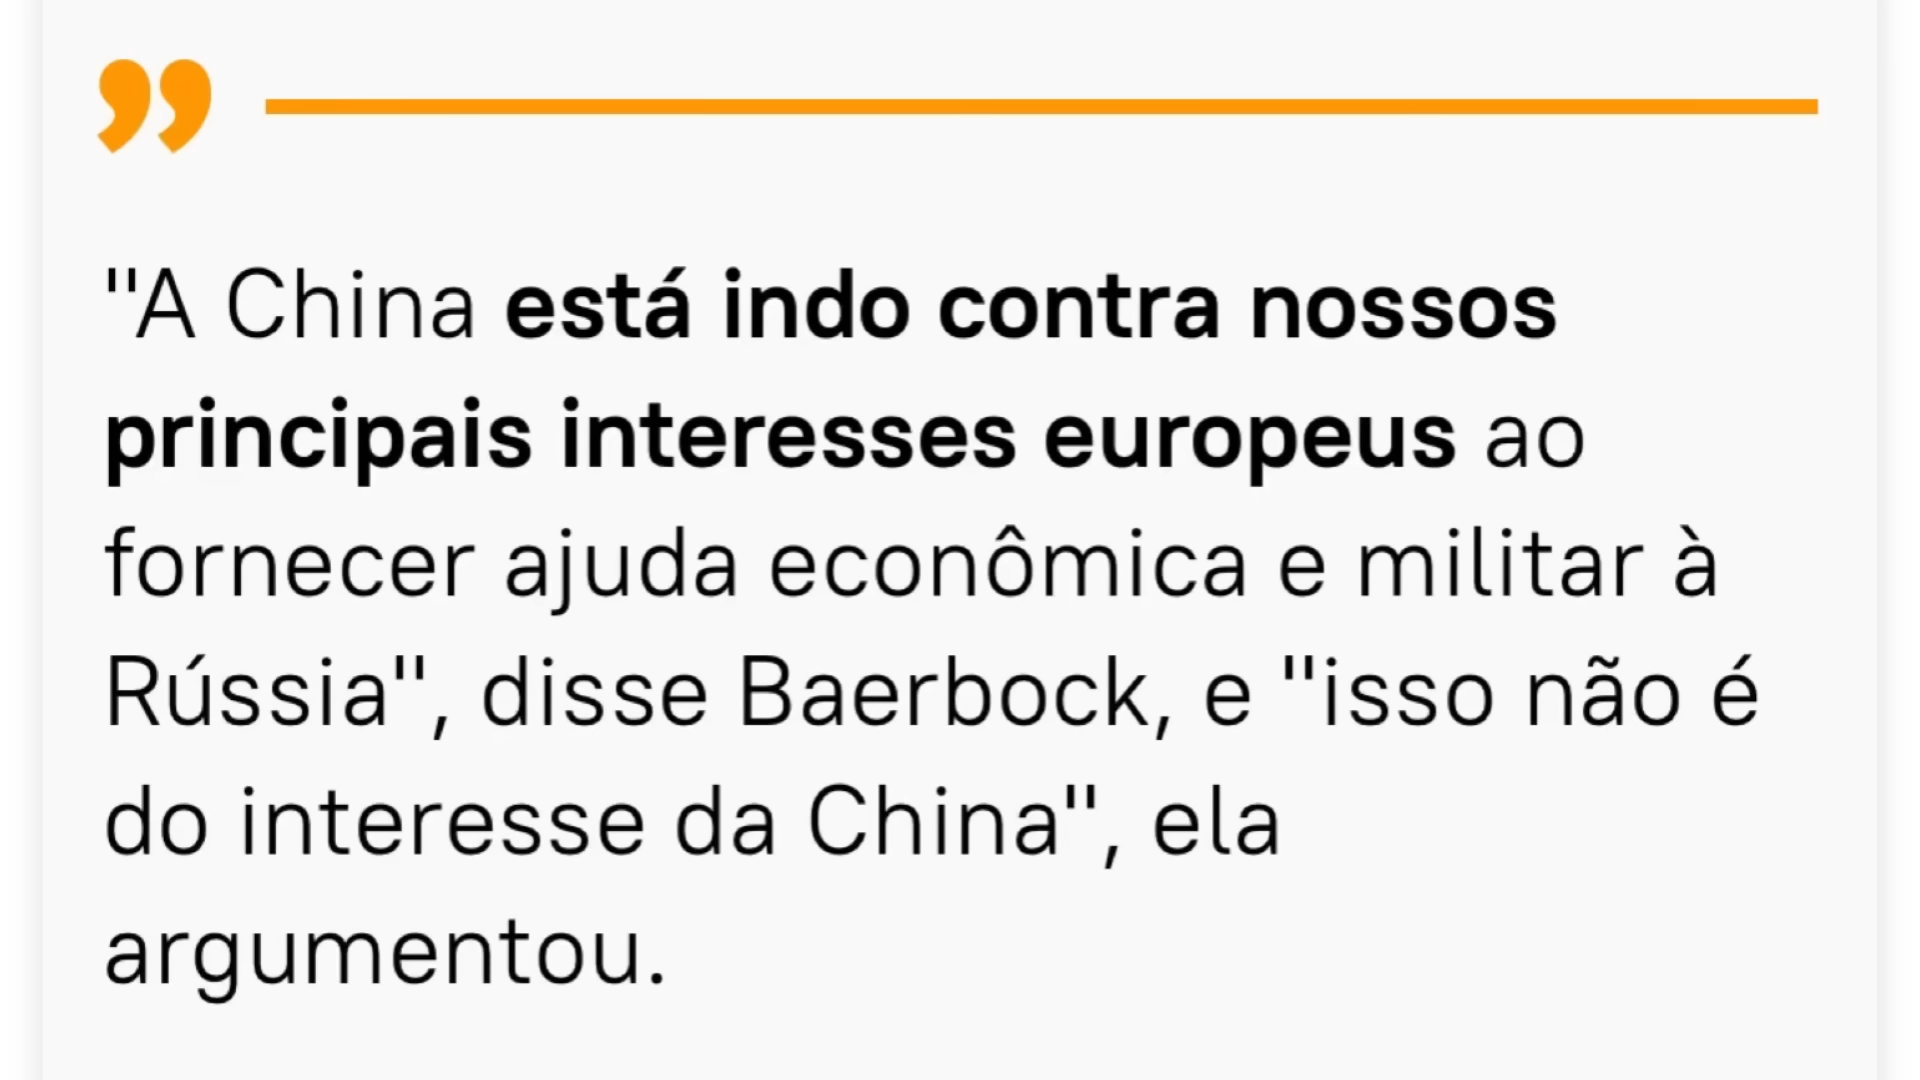 "A China está indo contra nossos
principais interesses europeus ao
fornecer ajuda econômica e militar à
Rússia", disse Baerbock, e "isso não é
do interesse da China", ela
argumentou.